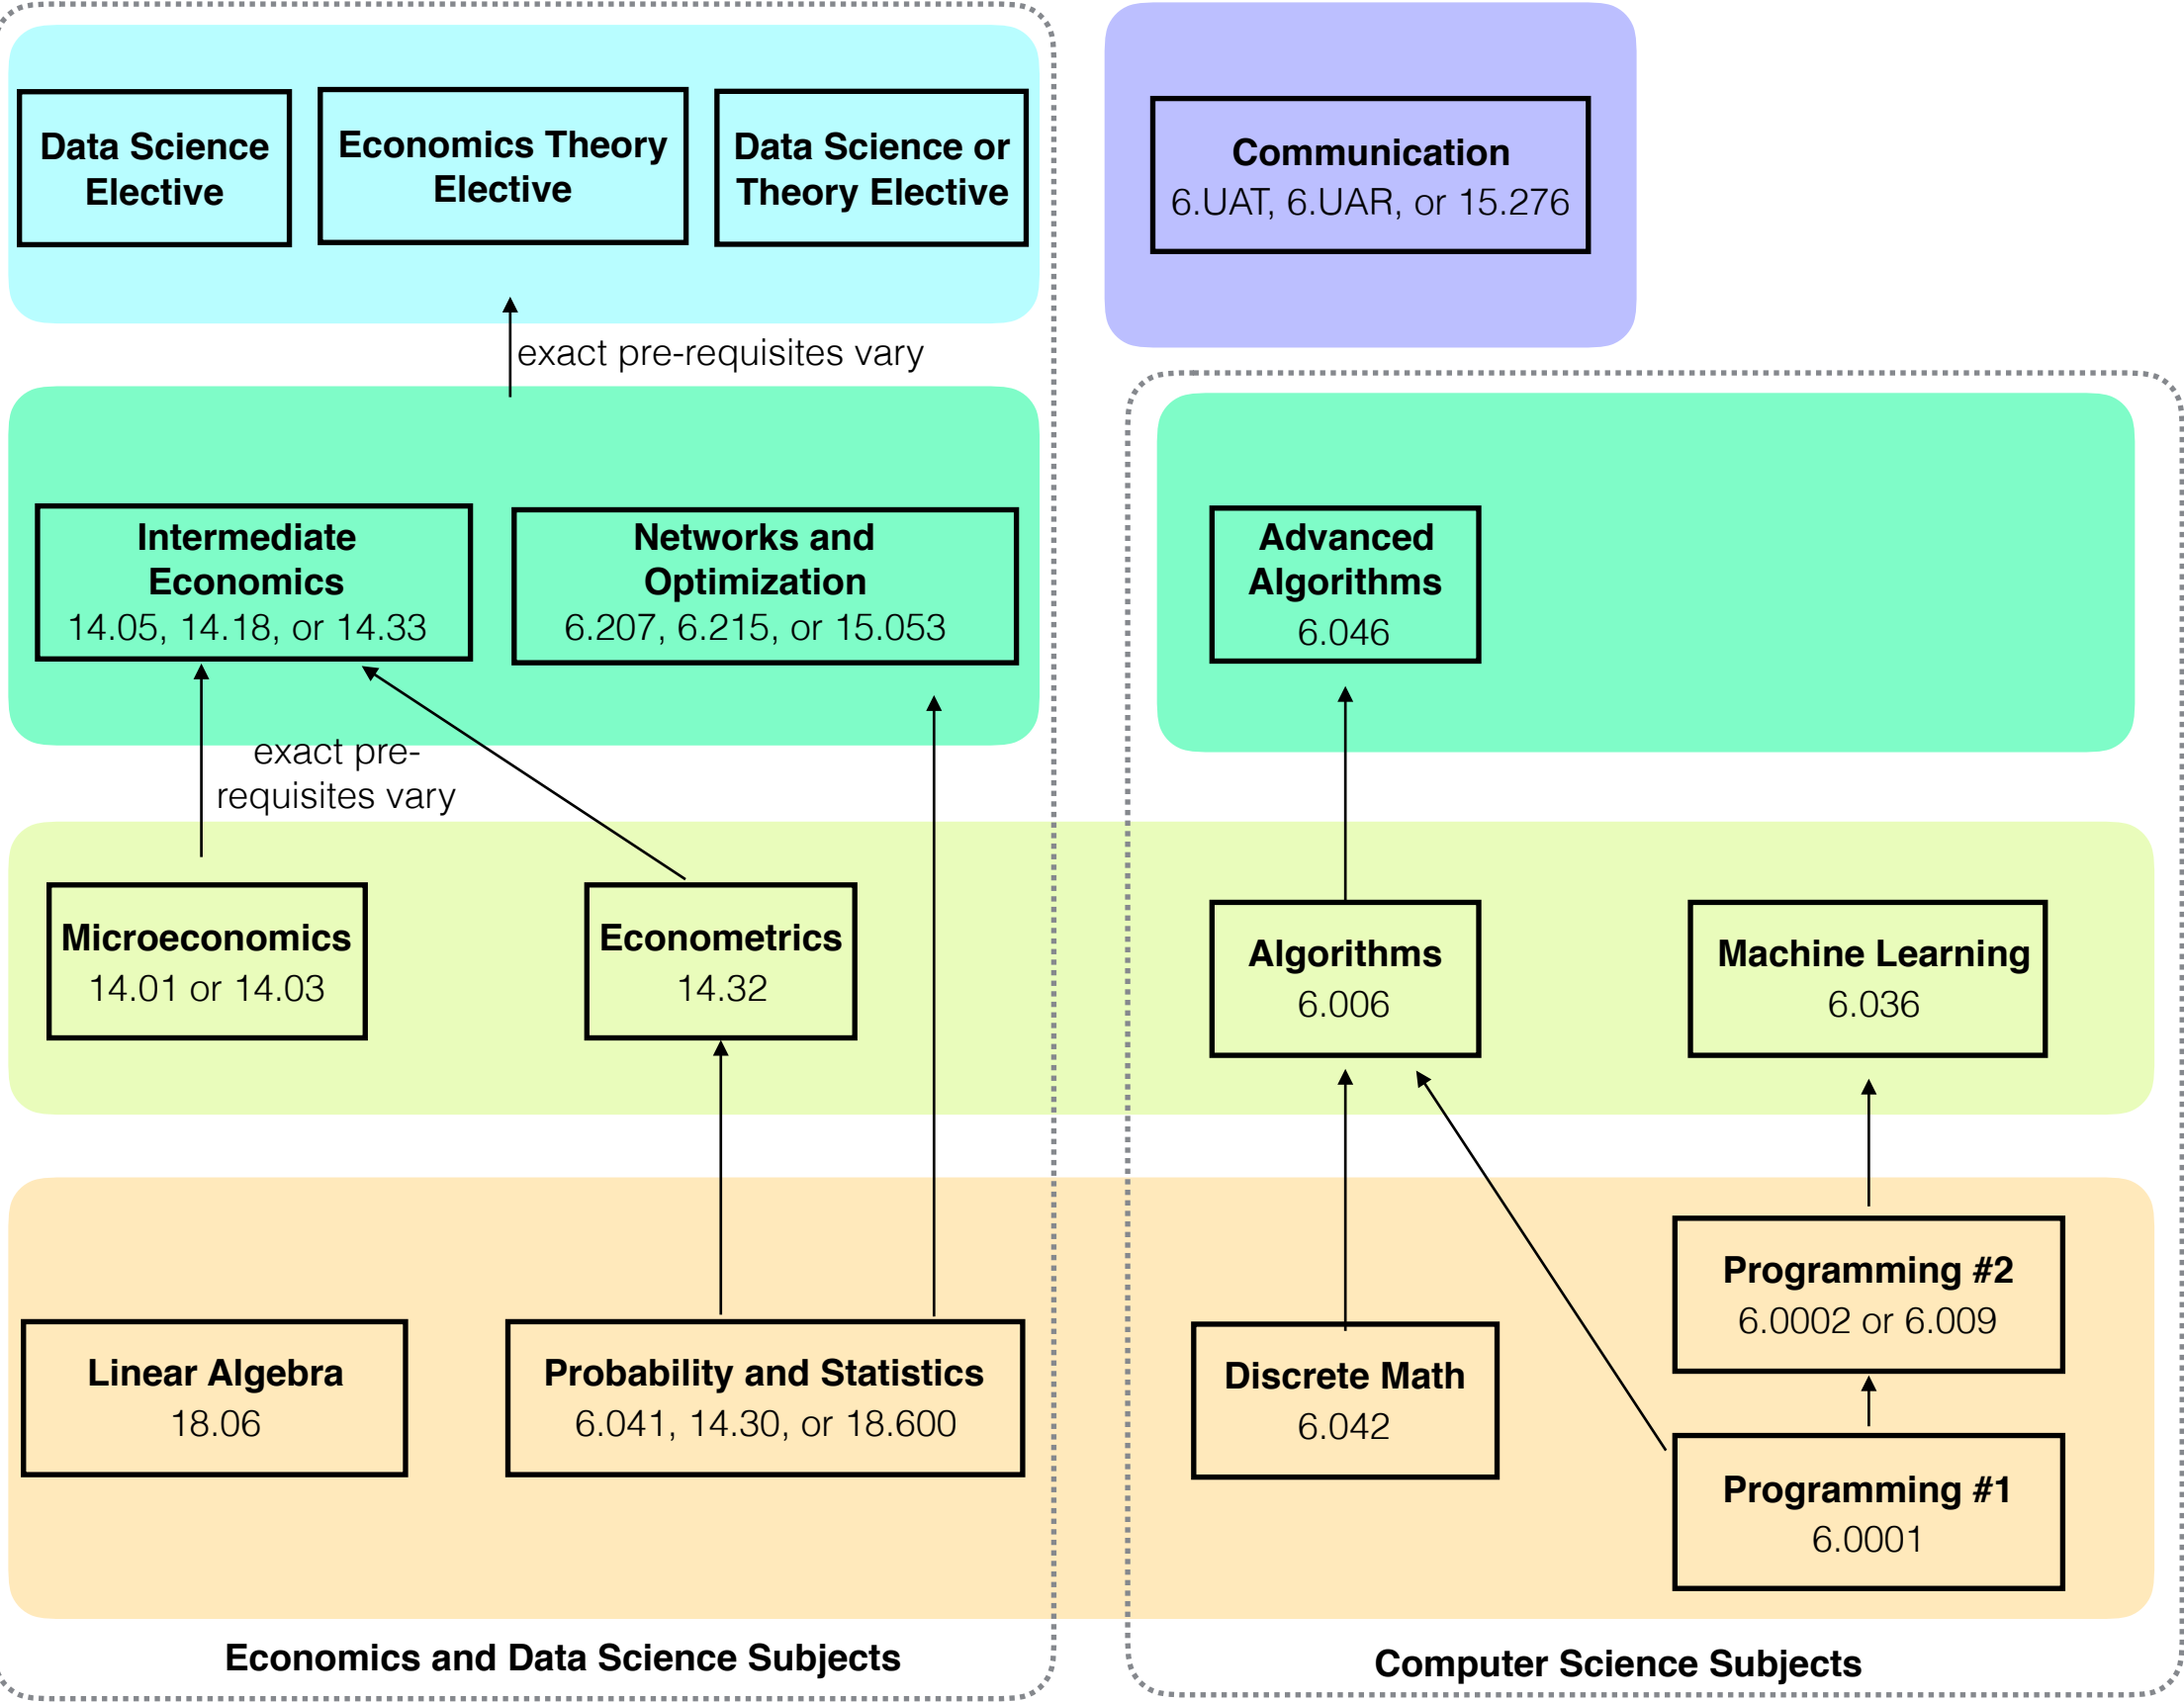 Data Science
Elective
Economics Theory
Elective
Data Science or
Theory Elective
Communication
6.UAT, 6.UAR, or 15.276
exact pre-requisites vary
Intermediate
Economics
14.05, 14.18, or 14.33
Networks and
Optimization
6.207, 6.215, or 15.053
Advanced
Algorithms
6.046
exact pre-
requisites vary
Microeconomics
14.01 or 14.03
Econometrics
14.32
Algorithms
6.006
Machine Learning
6.036
Linear Algebra
18.06
Probability and Statistics
6.041, 14.30, or 18.600
Discrete Math
6.042
Programming #2
6.0002 or 6.009
Programming #1
6.0001
Economics and Data Science Subjects
Computer Science Subjects